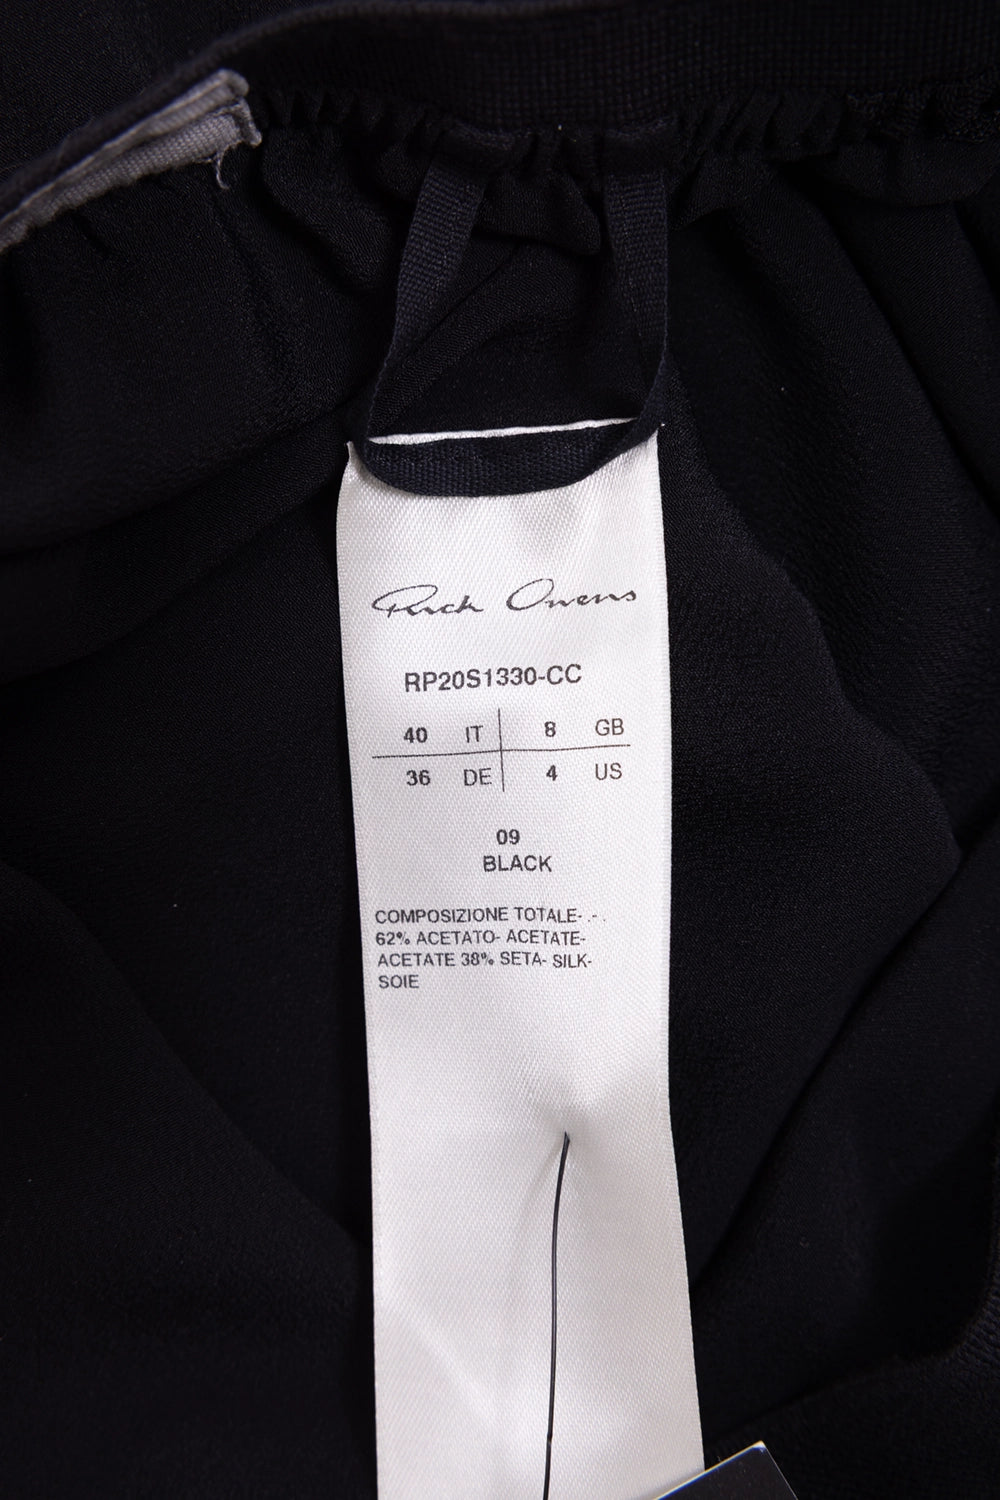 Rick Owens
RP20S1330-CC
40 IT 8 GB
36 DE 4 US
09
BLACK
COMPOSIZIONE TOTALE- .- .
62% ACETATO- ACETATE-
ACETATE 38% SETA- SILK-
SOIE